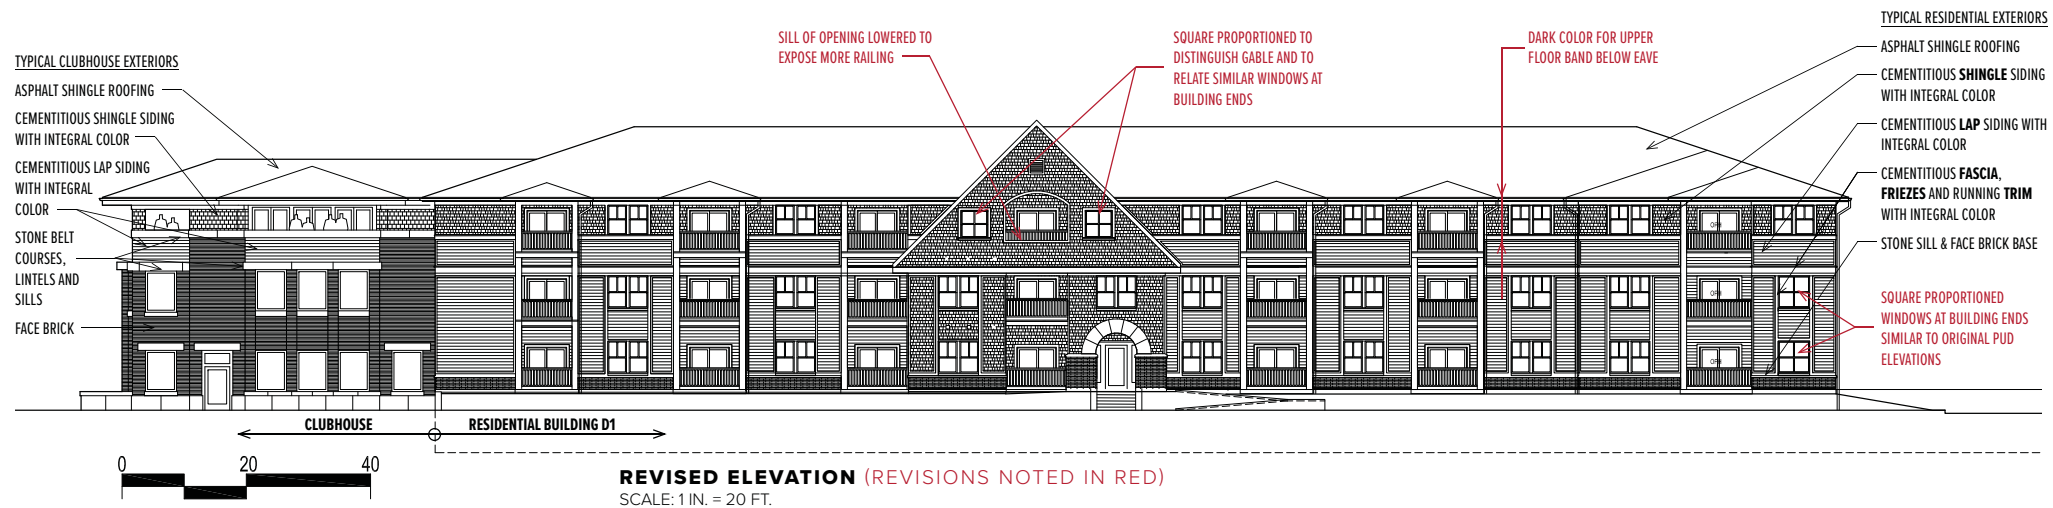 TYPICAL CLUBHOUSE EXTERIORS
ASPHALT SHINGLE ROOFING
CEMENTITIOUS SHINGLE SIDING
WITH INTEGRAL COLOR
CEMENTITIOUS LAP SIDING
WITH INTEGRAL
COLOR
STONE BELT
COURSES,
LINTELS AND
SILLS
FACE BRICK
SILL OF OPENING LOWERED TO
EXPOSE MORE RAILING
SQUARE PROPORTIONED TO
DISTINGUISH GABLE AND TO
RELATE SIMILAR WINDOWS AT
BUILDING ENDS
DARK COLOR FOR UPPER
FLOOR BAND BELOW EAVE
TYPICAL RESIDENTIAL EXTERIORS
ASPHALT SHINGLE ROOFING
CEMENTITIOUS SHINGLE SIDING
WITH INTEGRAL COLOR
CEMENTITIOUS LAP SIDING WITH
INTEGRAL COLOR
CEMENTITIOUS FASCIA,
FRIEZES AND RUNNING TRIM
WITH INTEGRAL COLOR
STONE SILL & FACE BRICK BASE
SQUARE PROPORTIONED
WINDOWS AT BUILDING ENDS
SIMILAR TO ORIGINAL PUD
ELEVATIONS
CLUBHOUSE
RESIDENTIAL BUILDING D1
0 20 40
REVISED ELEVATION (REVISIONS NOTED IN RED)
SCALE: 1 IN. = 20 FT.